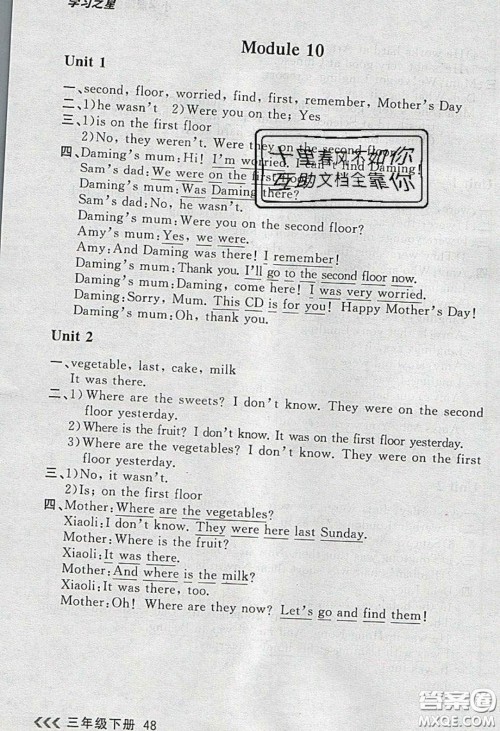 学习之星
Module 10
Unit 1
一、second, floor, worried, find, first, remember, Mother's Day
二、1)he wasn't  2)Were you on the; Yes
三、1)is on the first floor
2)No, they weren't. Were they on the second floor?
四、Daming's mum: Hi! I'm worried. I can't find Daming!
Sam's dad: We were on the first floor.
Daming's mum: Was Daming there?
Sam's dad: No, he wasn't.
Daming's mum: Were you on the second floor?
Amy: Yes, we were.
Amy: And Daming was there! I remember!
Daming's mum: Thank you. I'll go to the second floor now.
Daming's mum: Daming, come here! I was very worried.
Daming: Sorry, Mum. This CD is for you! Happy Mother's Day!
Daming's mum: Oh, thank you.
十里春风不如你
互助文档全靠你
Unit 2
一、vegetable, last, cake, milk
It was there.
二、1) Where are the sweets? I don't know. They were on the second
floor yesterday.
2) Where is the fruit? I don't know. It was on the first floor yesterday.
3) Where are the vegetables? I don't know. They were on the first
floor yesterday.
三、1)No, it wasn't.
2)Is; on the first floor
四、Mother: Where are the vegetables?
Xiaoli: I don't know. They were here last Sunday.
Mother: Where is the fruit?
Xiaoli: It was there.
Mother: And where is the milk?
Xiaoli: It was there, too.
Mother: Oh! Where are they now? Let's go and find them!
三年级下册 48
答案圈
MXQE.COM